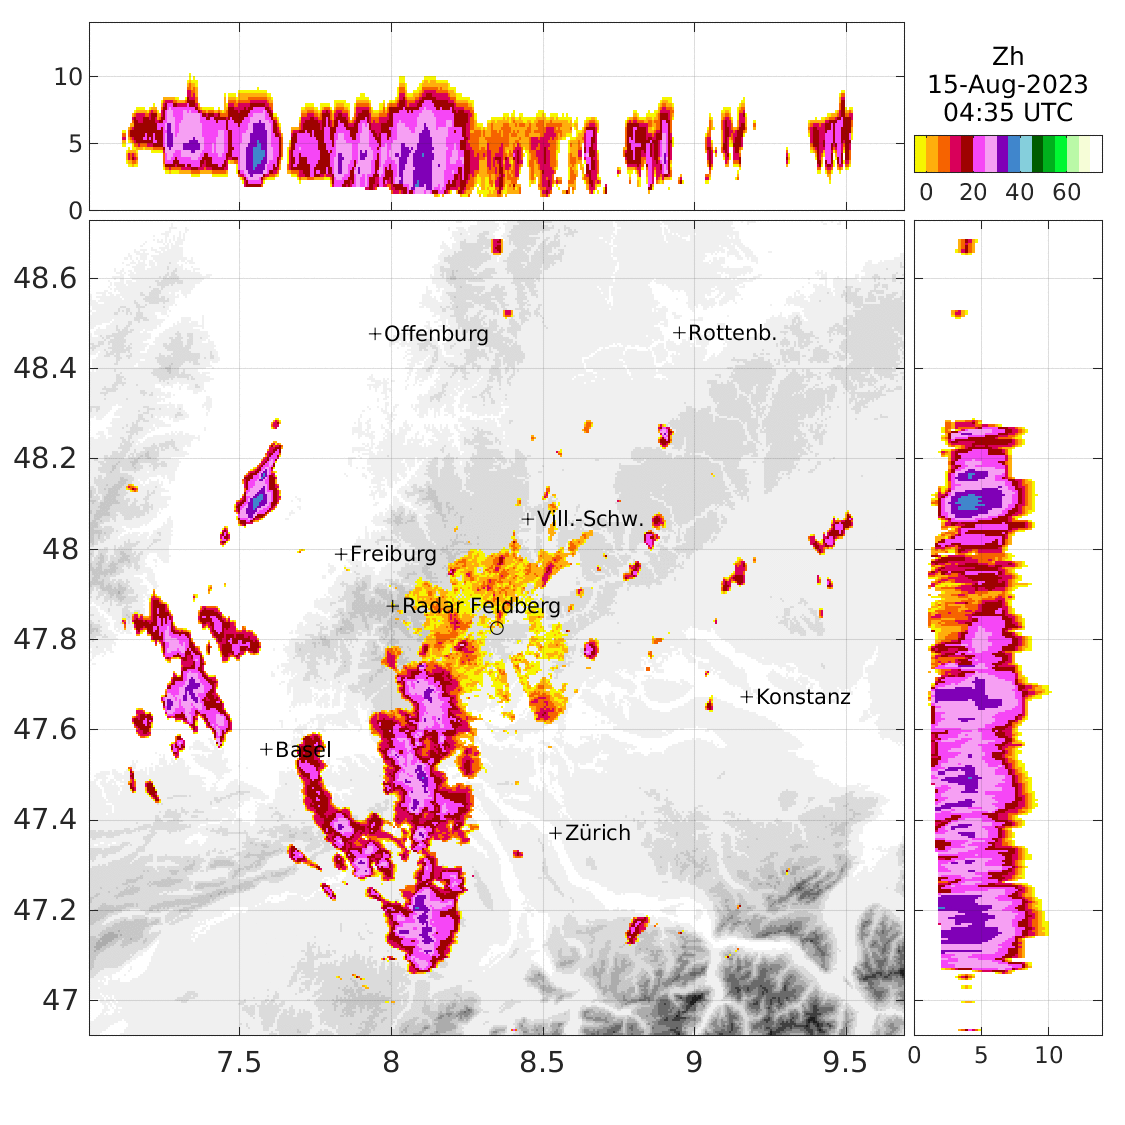 10
5
0
Zh
15-Aug-2023
04:35 UTC
0 20 40 60
48.6
48.4
48.2
48
47.8
47.6
47.4
47.2
47
+Offenburg
+Rottenb.
+Vill.-Schw.
+Freiburg
+Radar Feldberg
+Konstanz
+Basel
+Zürich
7.5 8 8.5 9 9.5
0 5 10